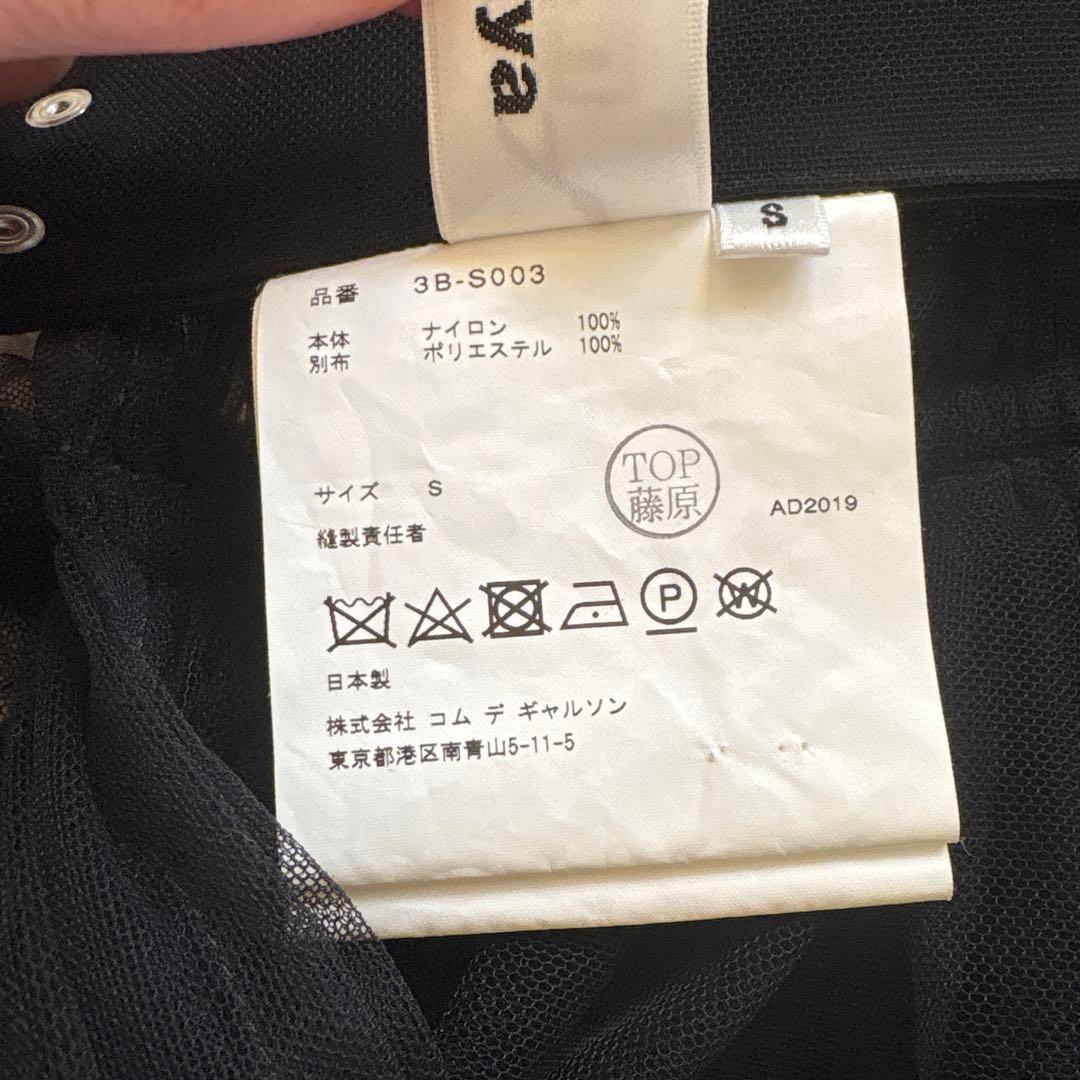 ya
S
品番 3B-S003
本体 ナイロン 100%
別布 ポリエステル 100%
TOP
藤原
サイズ S
AD2019
縫製責任者
P
W
日本製
株式会社 コム デ ギャルソン
東京都港区南青山5-11-5